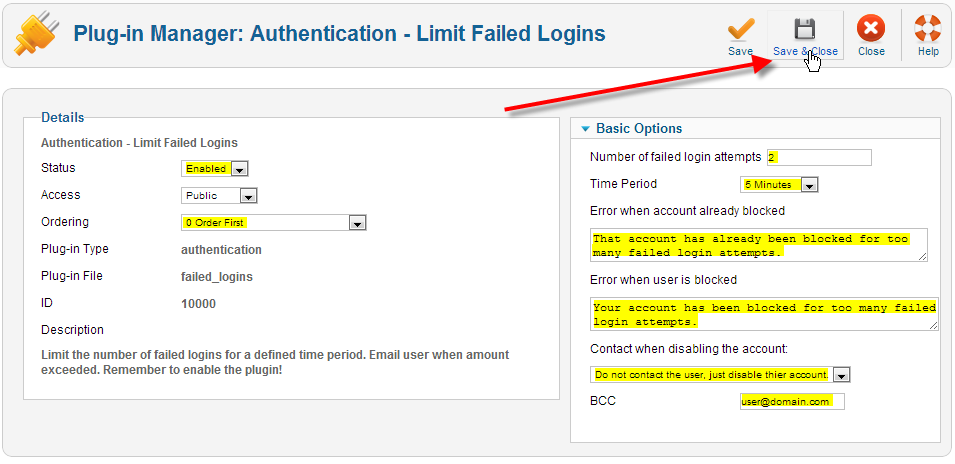 Plug-in Manager: Authentication - Limit Failed Logins
Save
Save & Close
Close
Help
Details
Authentication - Limit Failed Logins
Status Enabled
Access Public
Ordering 0 Order First
Plug-in Type authentication
Plug-in File failed_logins
ID 10000
Description
Limit the number of failed logins for a defined time period. Email user when amount
exceeded. Remember to enable the plugin!
Basic Options
Number of failed login attempts 2
Time Period 5 Minutes
Error when account already blocked
That account has already been blocked for too
many failed login attempts.
Error when user is blocked
Your account has been blocked for too many failed
login attempts.
Contact when disabling the account:
Do not contact the user, just disable thier account.
BCC user@domain.com